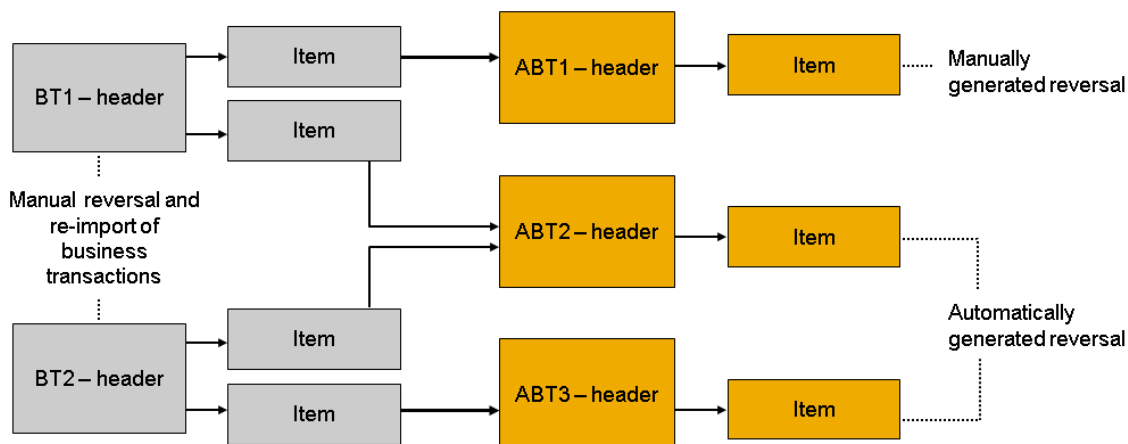 Item
ABT1 – header
Item
Manually
generated reversal
BT1 – header
Item
Manual reversal and
re-import of
business
transactions
ABT2 – header
Item
Automatically
generated reversal
BT2 – header
Item
Item
ABT3 – header
Item